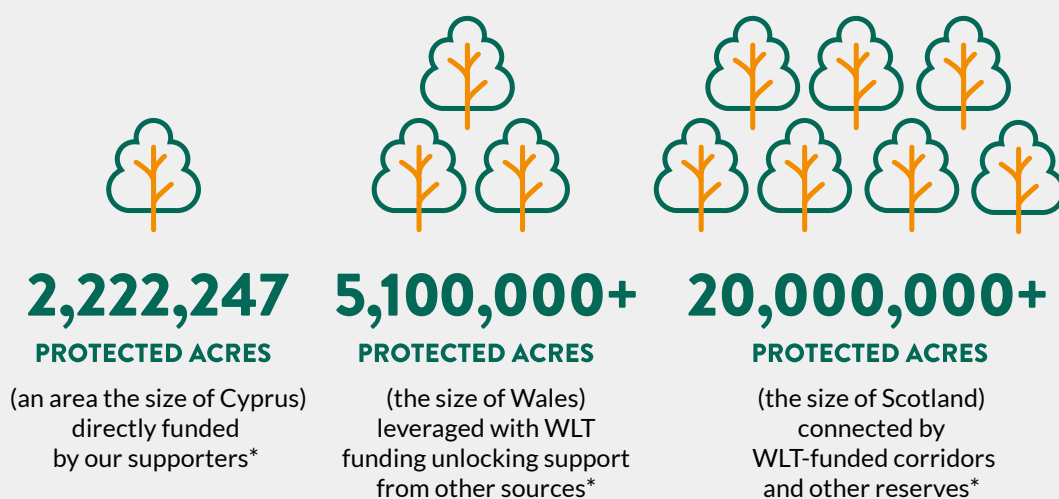 2,222,247
PROTECTED ACRES
(an area the size of Cyprus)
directly funded
by our supporters*
5,100,000+
PROTECTED ACRES
(the size of Wales)
leveraged with WLT
funding unlocking support
from other sources*
20,000,000+
PROTECTED ACRES
(the size of Scotland)
connected by
WLT-funded corridors
and other reserves*